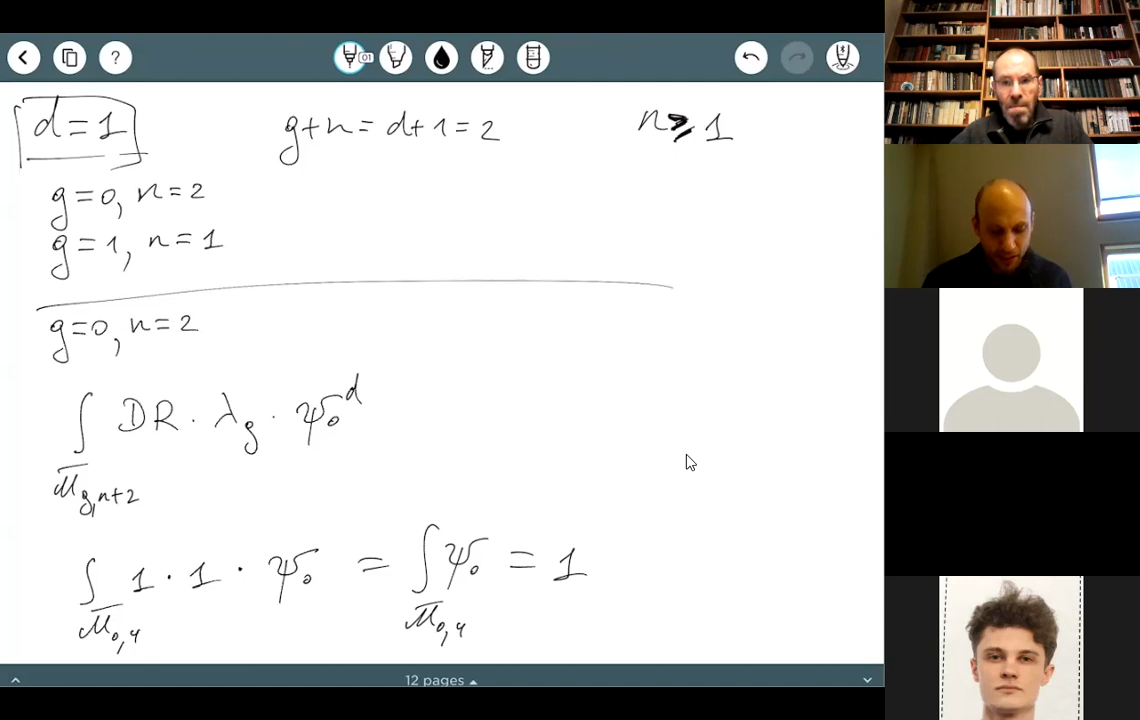 01
d=1 g+n=d+1=2 n≥1
g=0, n=2
g=1, n=1
g=0, n=2
∫_{M̅_{g,n+2}} DR · λ_g · ψ_0^d
∫_{M̅_{0,4}} 1 · 1 · ψ_0 = ∫_{M̅_{0,4}} ψ_0 = 1
12 pages